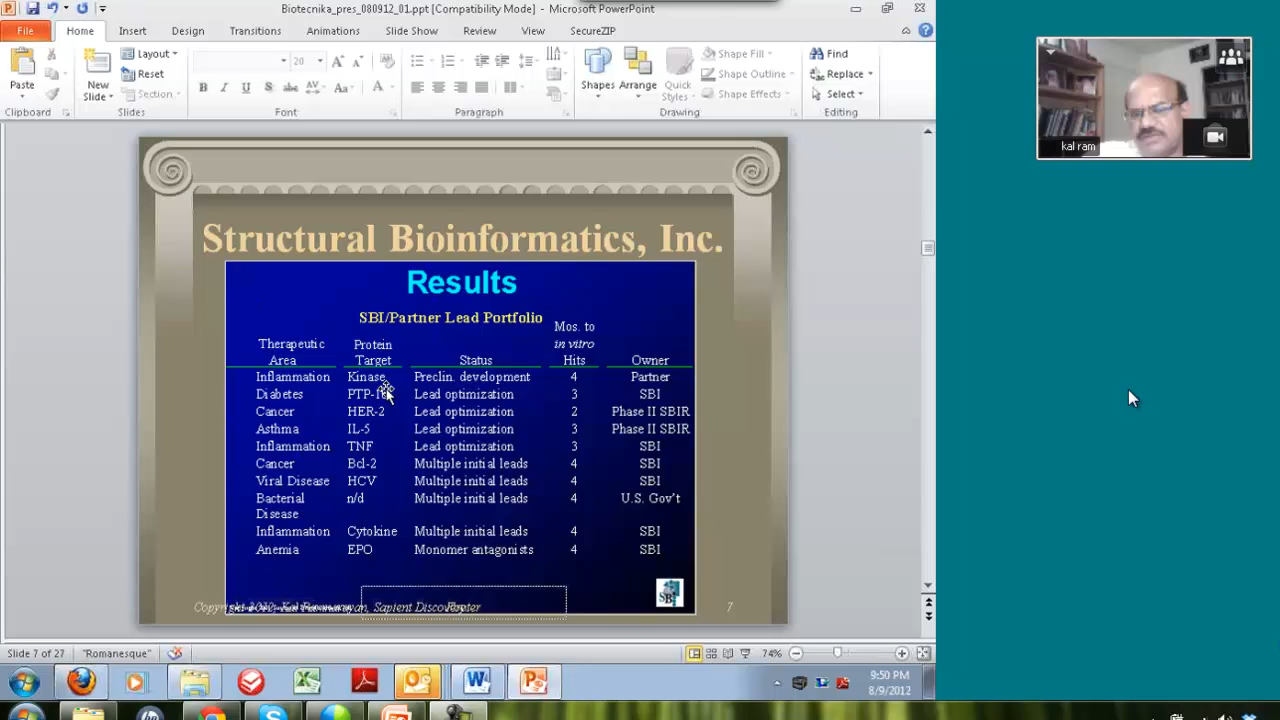 Biotecnika_pres_080912_01.ppt [Compatibility Mode] - Microsoft PowerPoint
File Home Insert Design Transitions Animations Slide Show Review View SecureZIP
Paste
Clipboard
New
Slide
Layout
Reset
Section
Slides
20
B I U S abc AV Aa A
Font
Paragraph
Shapes
Arrange
Quick
Styles
Shape Fill
Shape Outline
Shape Effects
Drawing
Find
Replace
Select
Editing
kal ram
Structural Bioinformatics, Inc.
Results
SBI/Partner Lead Portfolio
Therapeutic Area Protein Target Status Mos. to in vitro Hits Owner
Inflammation Kinase Preclin. development 4 Partner
Diabetes Lead optimization 3 SBI
Cancer HER-2 Lead optimization 2 Phase II SBIR
Asthma IL-5 Lead optimization 3 Phase II SBIR
Inflammation TNF Lead optimization 3 SBI
Cancer Bcl-2 Multiple initial leads 4 SBI
Viral Disease HCV Multiple initial leads 4 SBI
Bacterial Disease n/d Multiple initial leads 4 U.S. Gov't
Inflammation Cytokine Multiple initial leads 4 SBI
Anemia EPO Monomer antagonists 4 SBI
SBI
Sapient 7
Slide 7 of 27 "Romanesque" 74%
9:50 PM
8/9/2012